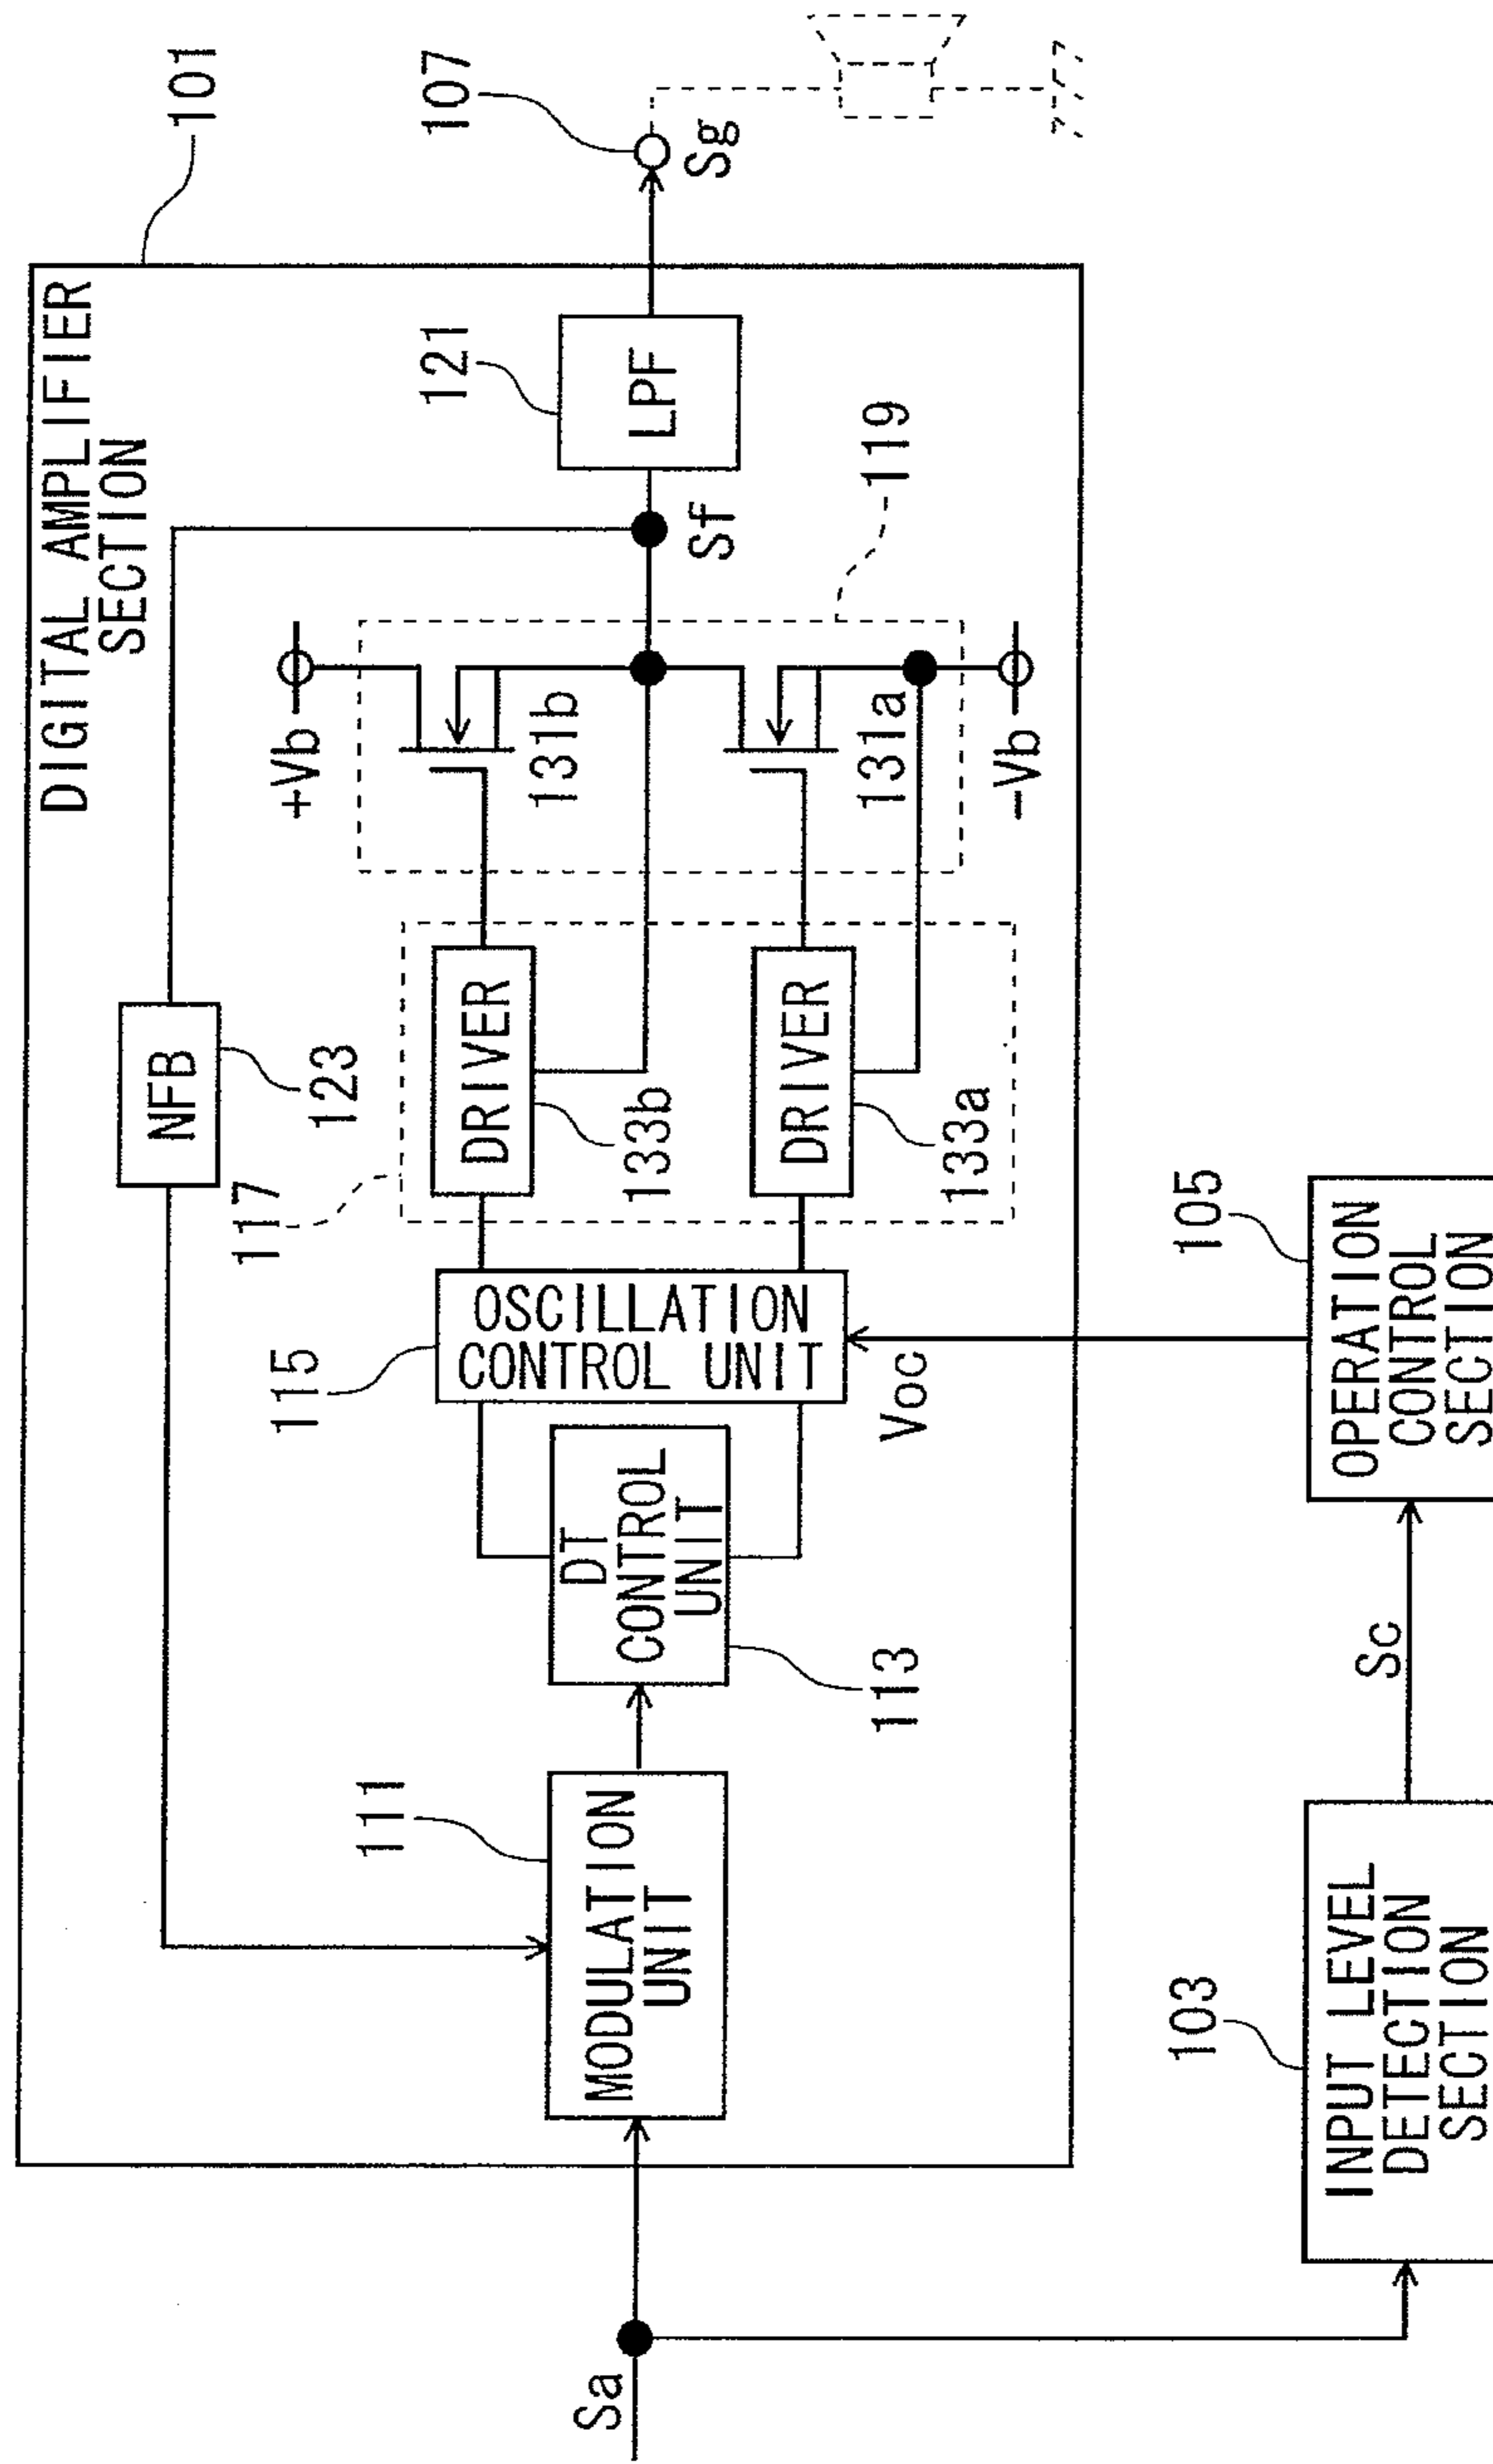 DIGITAL AMPLIFIER
SECTION
101
NFB
123
+Vb
117
111
115
121
107
MODULATION
UNIT
DT
CONTROL
UNIT
113
OSCILLATION
CONTROL UNIT
DRIVER
133b
DRIVER
133a
131b
131a
-Vb
119
Sf
LPF
Sg
Sa
Voc
103
INPUT LEVEL
DETECTION
SECTION
Sc
105
OPERATION
CONTROL
SECTION